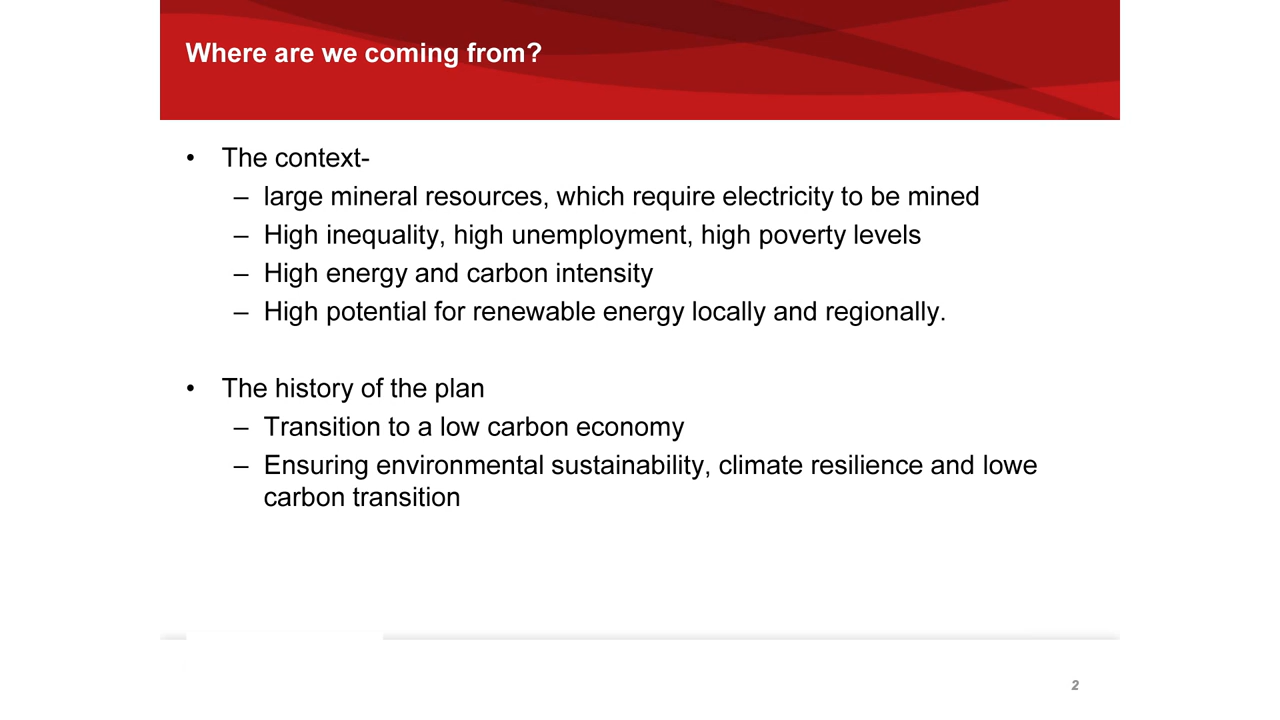 Where are we coming from?
• The context-
– large mineral resources, which require electricity to be mined
– High inequality, high unemployment, high poverty levels
– High energy and carbon intensity
– High potential for renewable energy locally and regionally.
• The history of the plan
– Transition to a low carbon economy
– Ensuring environmental sustainability, climate resilience and lowe
carbon transition
2